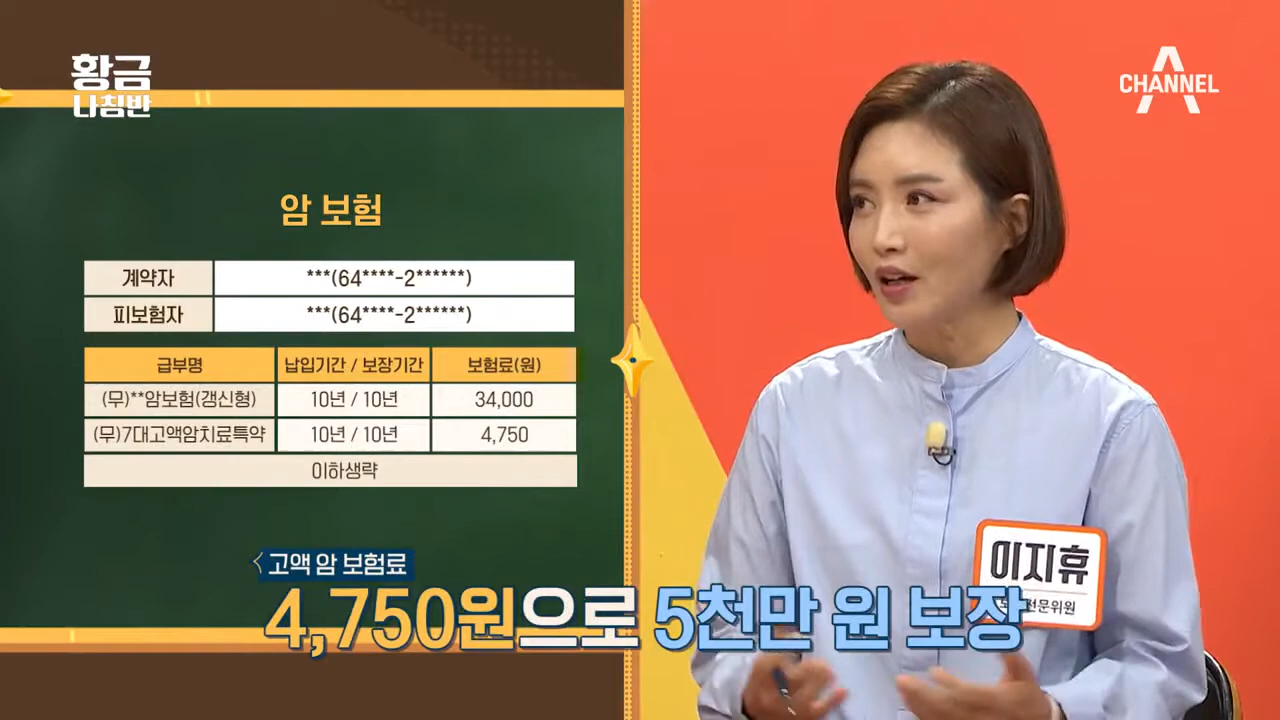 황금
나침반
CHANNEL A
암 보험
계약자 ***(64****-2******)
피보험자 ***(64****-2******)
급부명 납입기간 / 보장기간 보험료(원)
(무)**암보험(갱신형) 10년 / 10년 34,000
(무)7대고액암치료특약 10년 / 10년 4,750
이하생략
이지휴
전문위원
고액 암 보험료
4,750원으로 5천만 원 보장